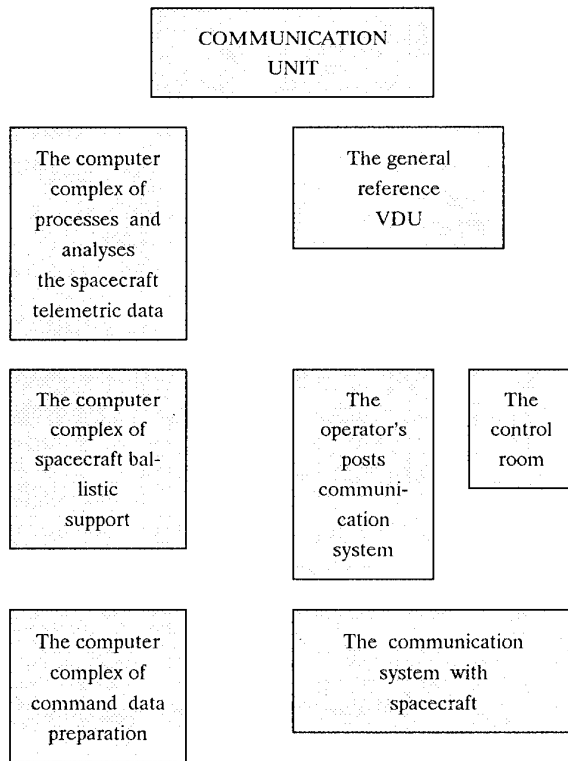 COMMUNICATION
UNIT
The computer
complex of
processes and
analyses
the spacecraft
telemetric data
The general
reference
VDU
The computer
complex of
spacecraft bal-
listic
support
The
operator's
posts
communi-
cation
system
The
control
room
The computer
complex of
command data
preparation
The communication
system with
spacecraft